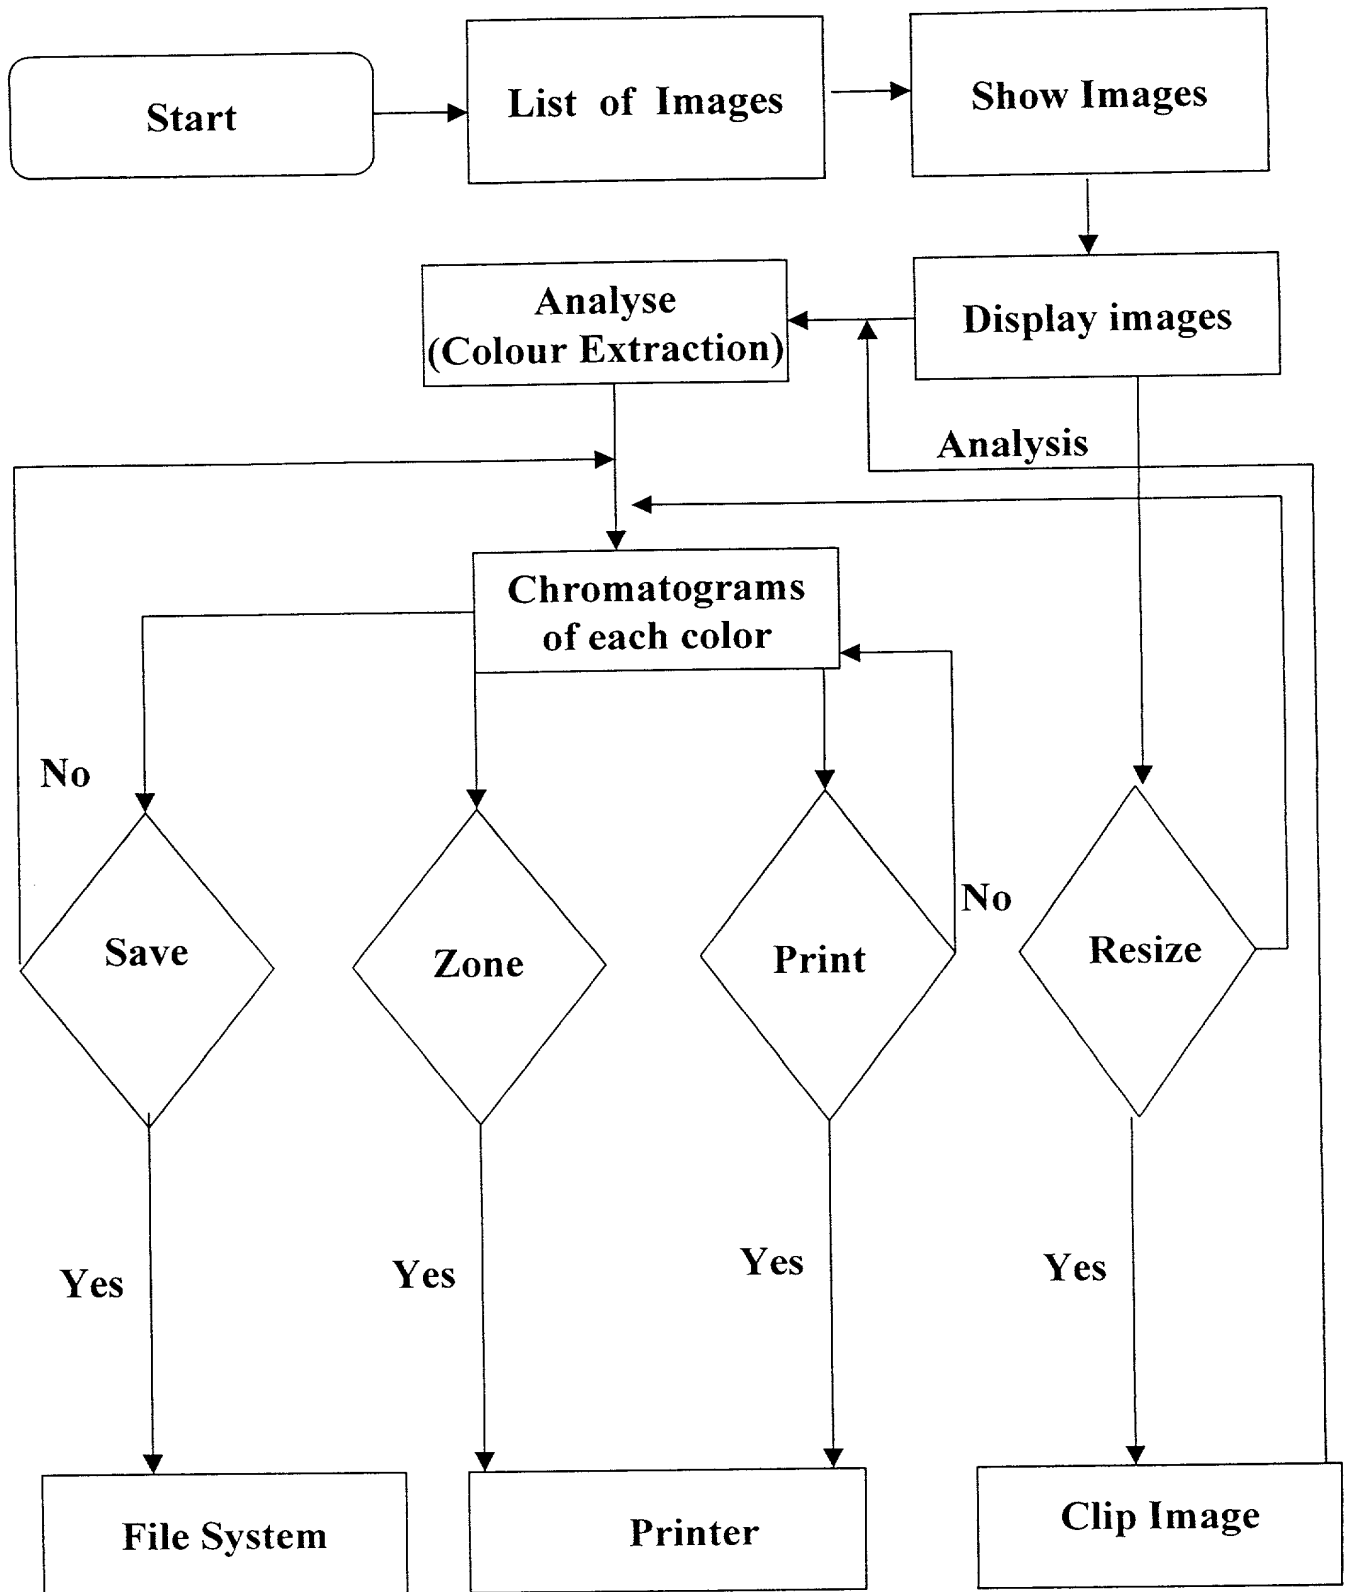 Start
List of Images
Show Images
Analyse
(Colour Extraction)
Display images
Analysis
Chromatograms
of each color
No
No
Save
Zone
Print
Resize
Yes
Yes
Yes
Yes
File System
Printer
Clip Image